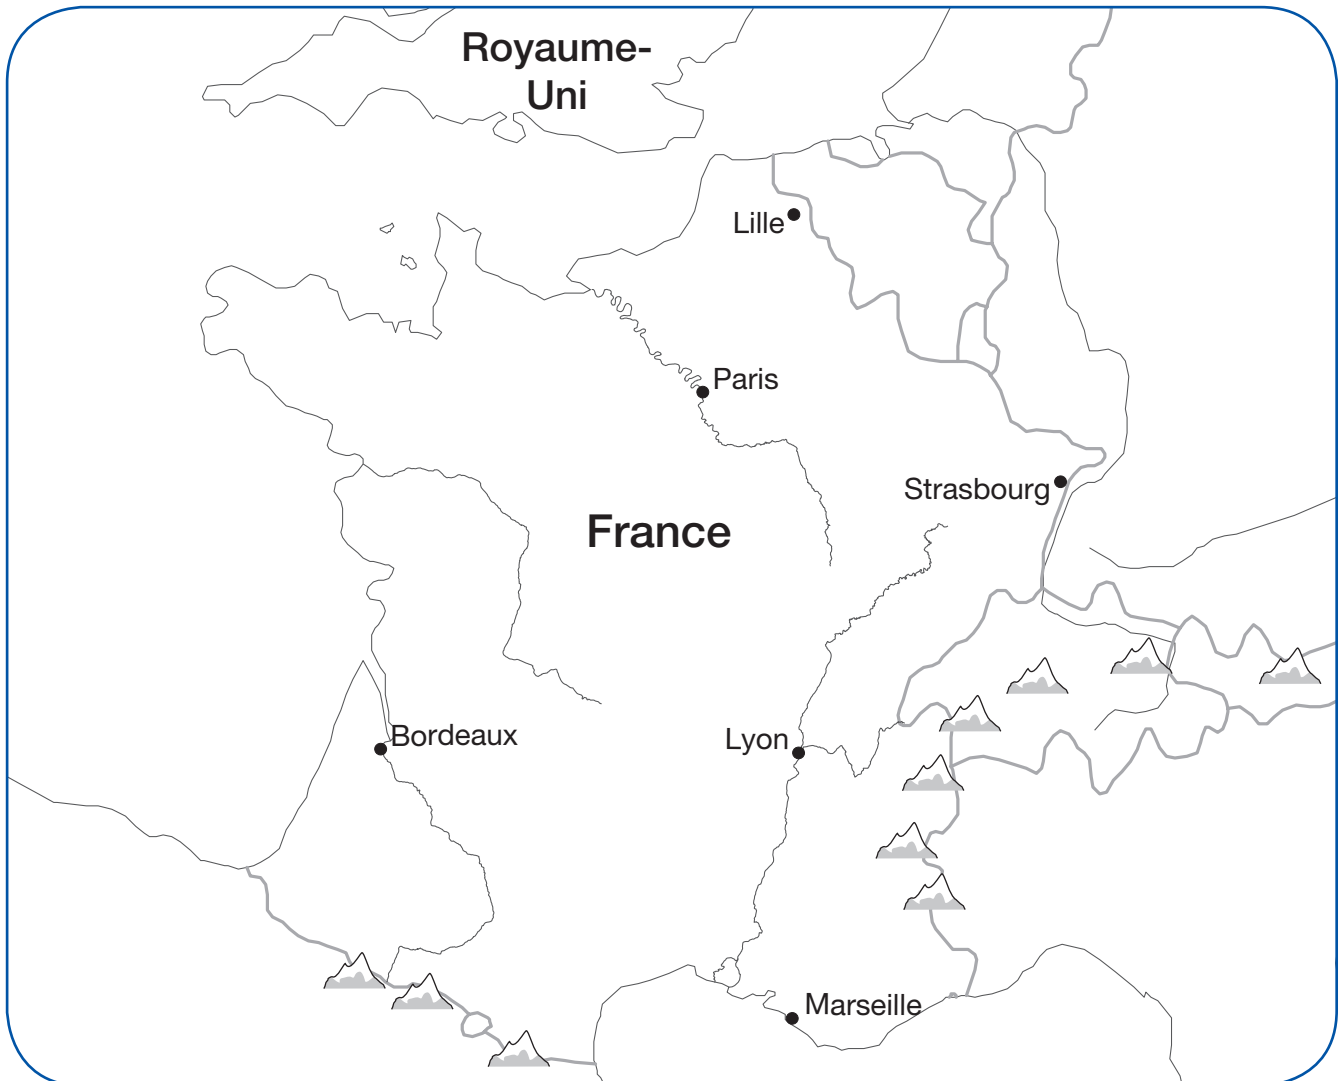 Royaume-
Uni
Lille
Paris
Strasbourg
France
Bordeaux
Lyon
Marseille